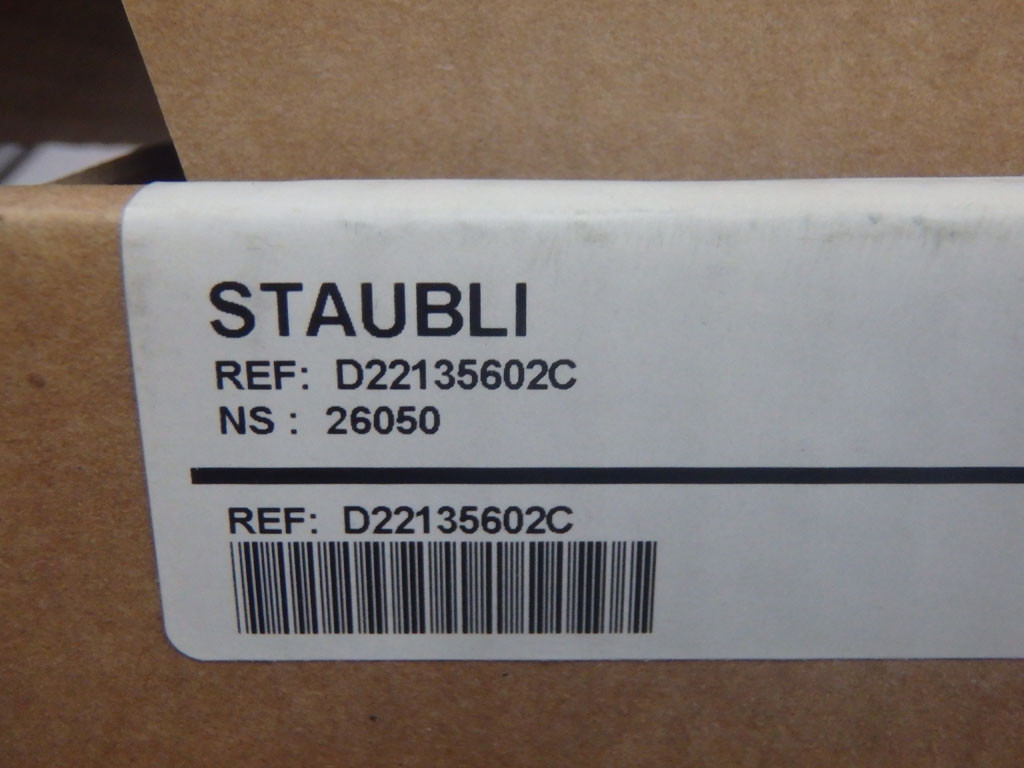 STAUBLI
REF: D22135602C
NS : 26050
REF: D22135602C